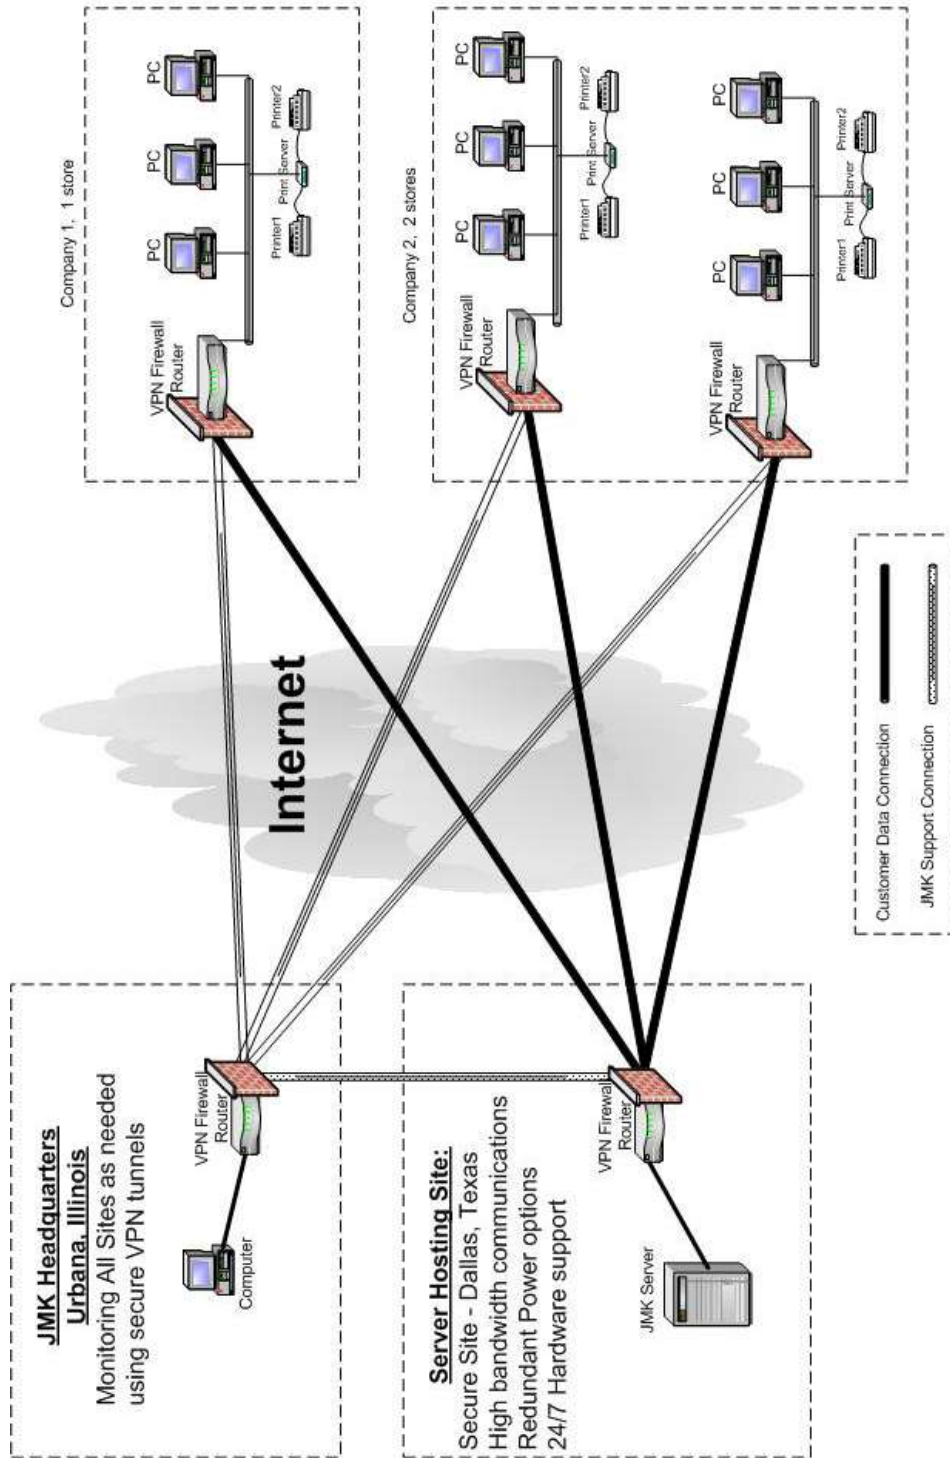 JMK Headquarters
Urbana, Illinois
Monitoring All Sites as needed
using secure VPN tunnels
VPN Firewall
Router
Computer
Server Hosting Site:
Secure Site - Dallas, Texas
High bandwidth communications
Redundant Power options
24/7 Hardware support
VPN Firewall
Router
JMK Server
Internet
Company 1, 1 store
VPN Firewall
Router
PC
PC
PC
Printer1
Print Server
Printer2
Company 2, 2 stores
VPN Firewall
Router
PC
PC
PC
Printer1
Print Server
Printer2
VPN Firewall
Router
PC
PC
PC
Printer1
Print Server
Printer2
Customer Data Connection
JMK Support Connection